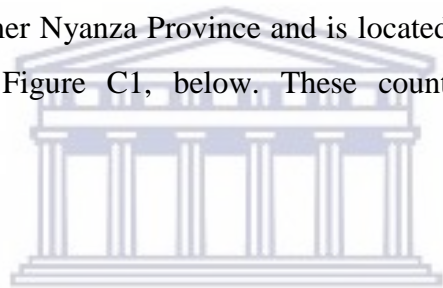 ner Nyanza Province and is located
Figure C1, below. These count